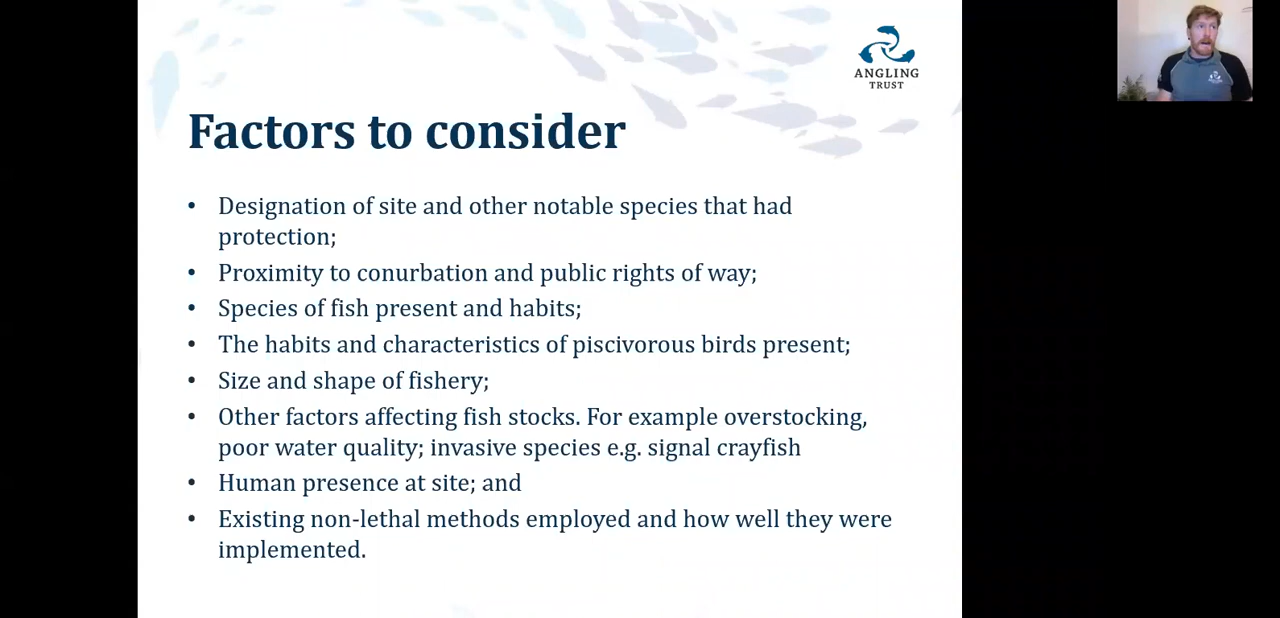 ANGLING
TRUST
Factors to consider
• Designation of site and other notable species that had
protection;
• Proximity to conurbation and public rights of way;
• Species of fish present and habits;
• The habits and characteristics of piscivorous birds present;
• Size and shape of fishery;
• Other factors affecting fish stocks. For example overstocking,
poor water quality; invasive species e.g. signal crayfish
• Human presence at site; and
• Existing non-lethal methods employed and how well they were
implemented.